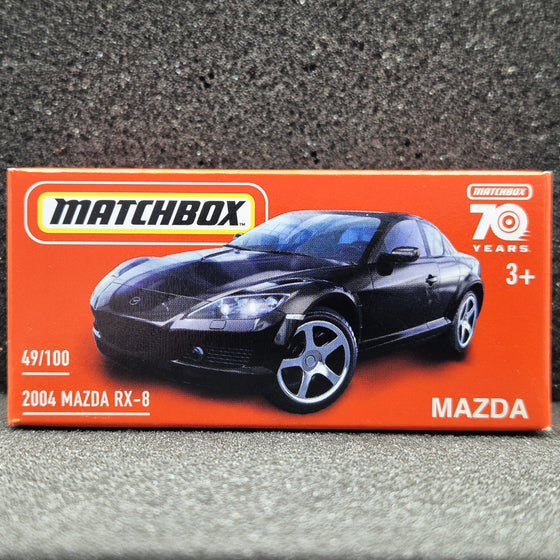 MATCHBOX
MATCHBOX
70
YEARS
3+
49/100
2004 MAZDA RX-8
MAZDA